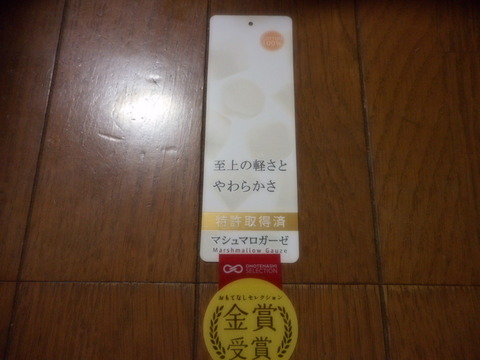 至上の軽さと
やわらかさ
特許取得済
マシュマロガーゼ
Marshmallow Gauze
OMOTENASHI
SELECTION
おもてなしセレクション
金賞
受賞